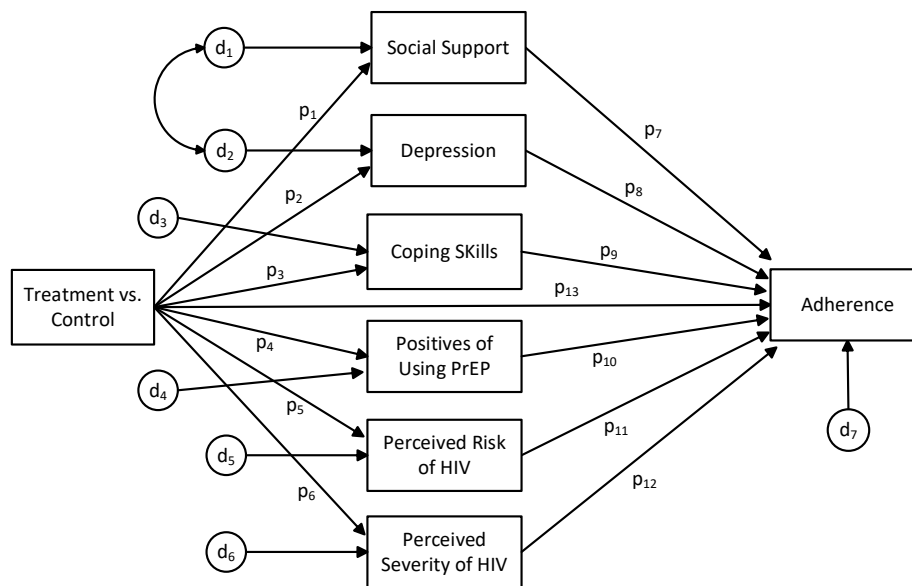 d₁
Social Support
p₁
p₇
d₂
Depression
p₂
p₈
d₃
Coping SKills
p₃
p₉
Treatment vs.
Control
p₁₃
Adherence
p₄
Positives of
Using PrEP
p₁₀
d₄
p₅
p₁₁
d₇
d₅
Perceived Risk
of HIV
p₆
p₁₂
d₆
Perceived
Severity of HIV